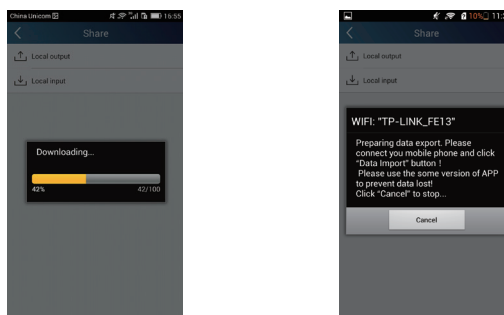 China Unicom 16:55
Share
Local output
Local input
Downloading...
42% 42/100
10% 11:
Share
Local output
Local input
WIFI: "TP-LINK_FE13"
Preparing data export. Please
connect you mobile phone and click
"Data Import" button !
Please use the some version of APP
to prevent data lost!
Click "Cancel" to stop...
Cancel